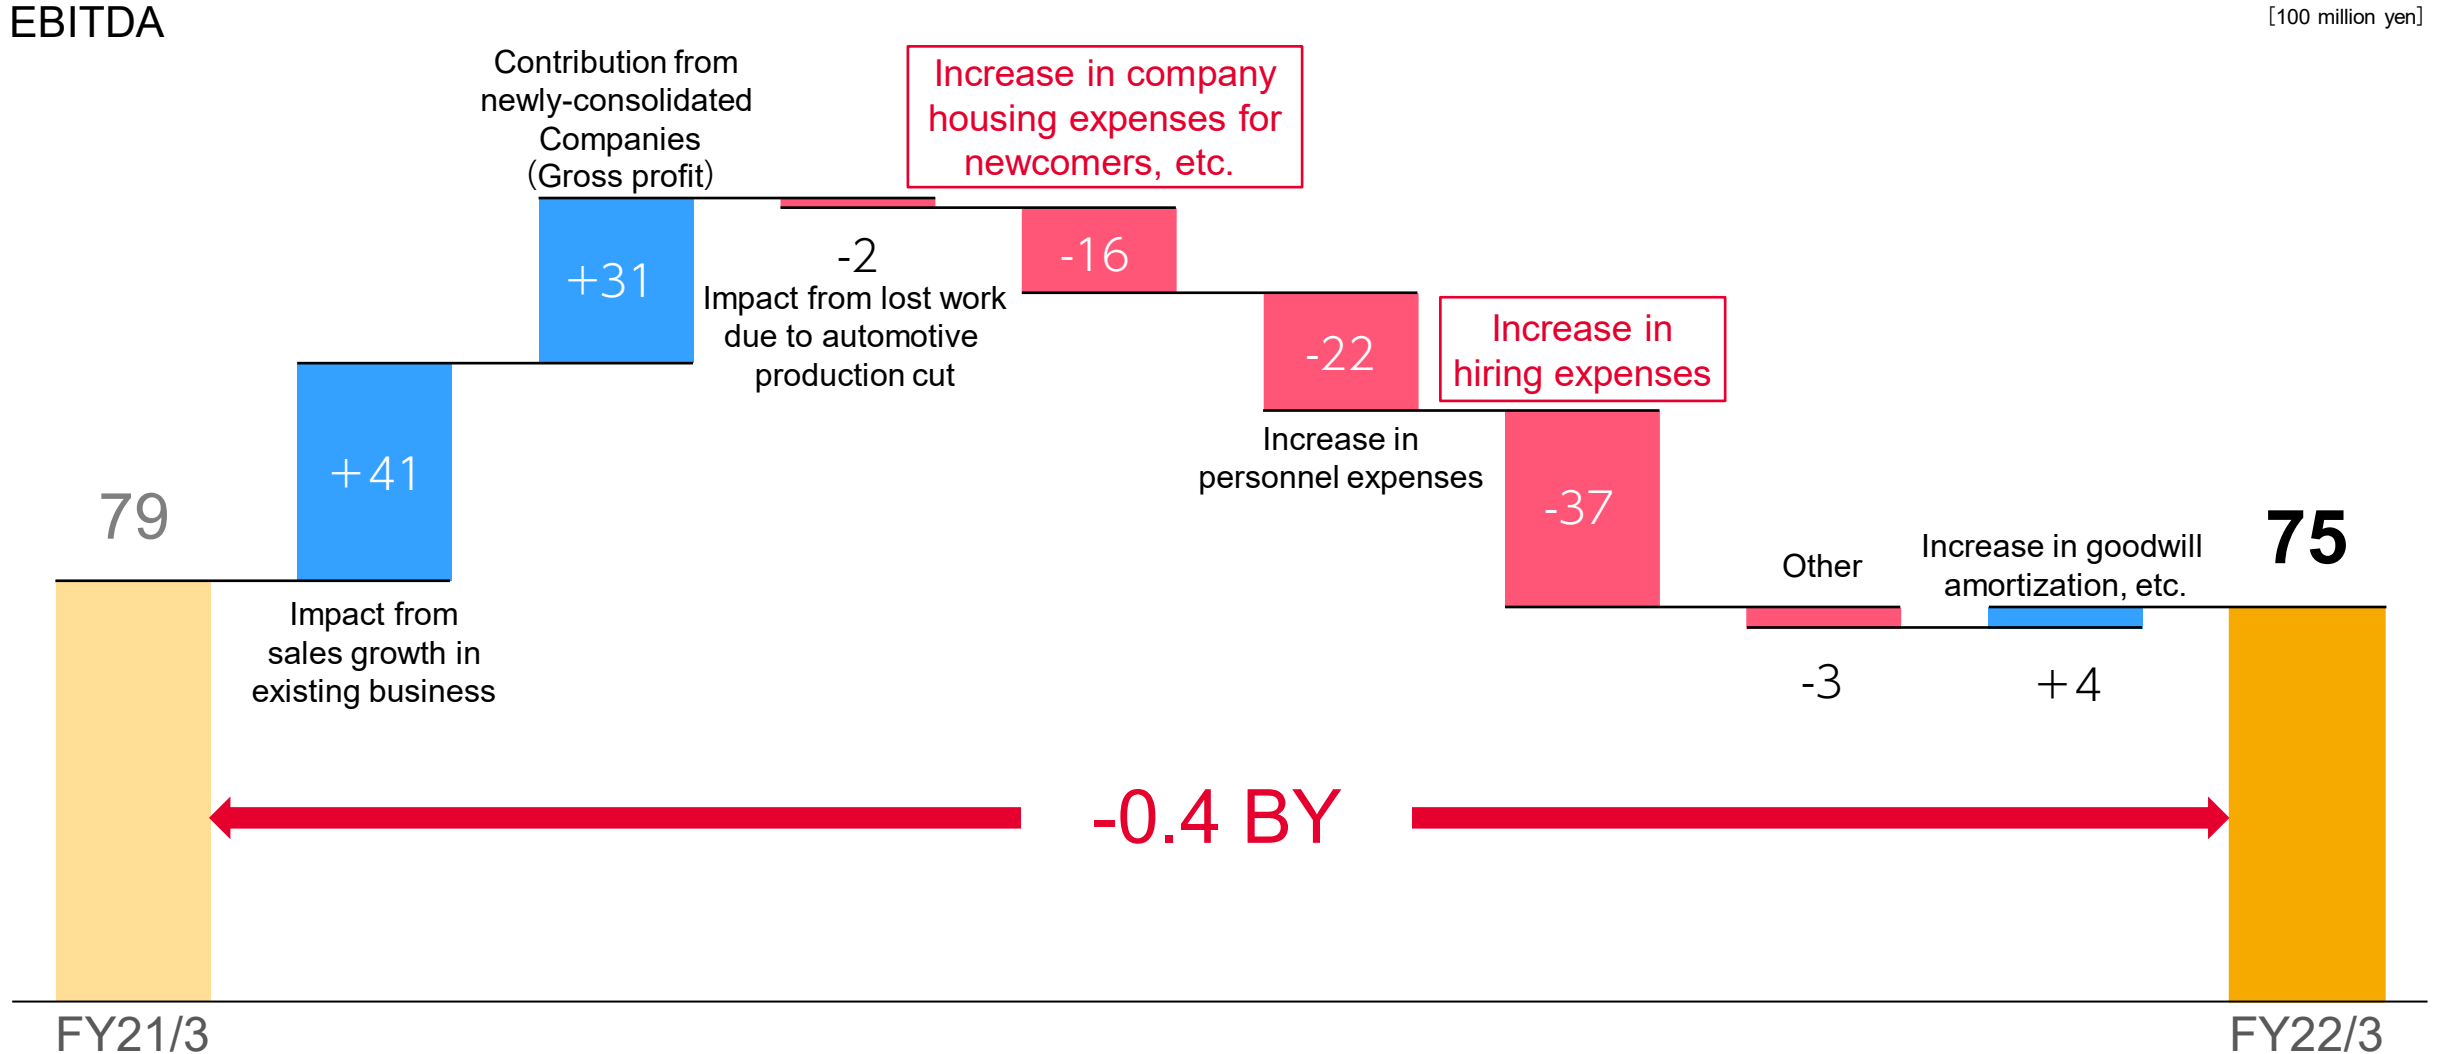 EBITDA
［100 million yen］
Contribution from
newly-consolidated
Companies
（Gross profit）
Increase in company
housing expenses for
newcomers, etc.
+31
-2
Impact from lost work
due to automotive
production cut
-16
-22
Increase in
hiring expenses
Increase in
personnel expenses
+41
79
Impact from
sales growth in
existing business
-37
Other
Increase in goodwill
amortization, etc.
75
-3
+4
-0.4 BY
FY21/3
FY22/3